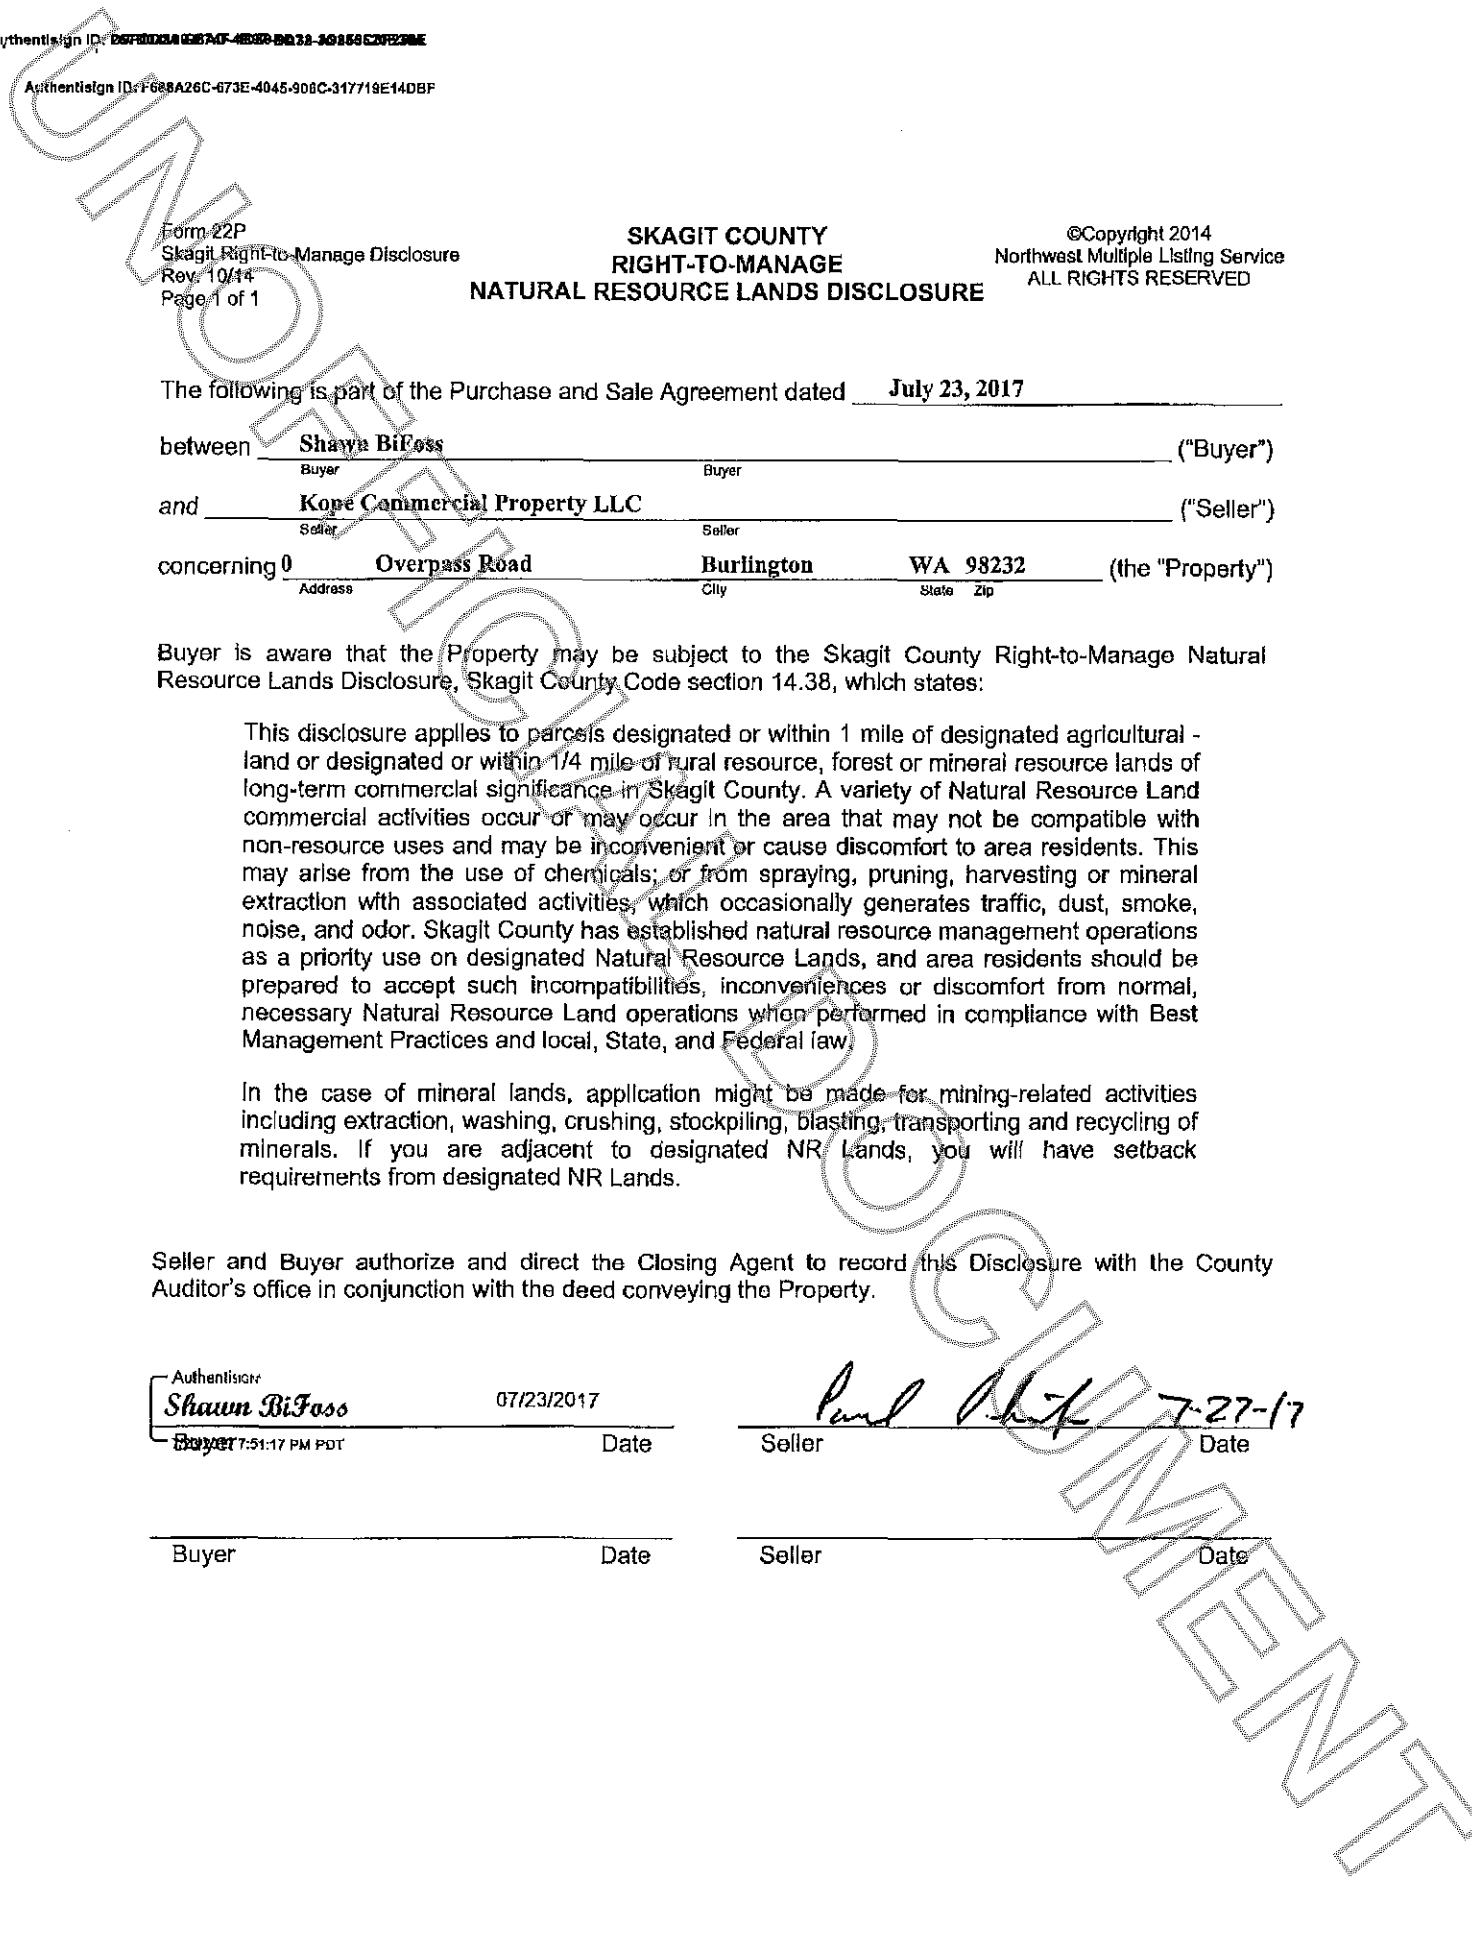 Authentisign ID: F688A26C-673E-4045-906C-317719E14DBF
Form 22P
Skagit Right-to-Manage Disclosure
Rev. 10/14
Page 1 of 1
SKAGIT COUNTY
RIGHT-TO-MANAGE
NATURAL RESOURCE LANDS DISCLOSURE
©Copyright 2014
Northwest Multiple Listing Service
ALL RIGHTS RESERVED
The following is part of the Purchase and Sale Agreement dated July 23, 2017
between Shawn BiFoss ("Buyer")
Buyer Buyer
and Kope Commercial Property LLC ("Seller")
Seller Seller
concerning 0 Overpass Road Burlington WA 98232 (the "Property")
Address City State Zip
Buyer is aware that the Property may be subject to the Skagit County Right-to-Manage Natural
Resource Lands Disclosure, Skagit County Code section 14.38, which states:
This disclosure applies to parcels designated or within 1 mile of designated agricultural -
land or designated or within 1/4 mile of rural resource, forest or mineral resource lands of
long-term commercial significance in Skagit County. A variety of Natural Resource Land
commercial activities occur or may occur in the area that may not be compatible with
non-resource uses and may be inconvenient or cause discomfort to area residents. This
may arise from the use of chemicals; or from spraying, pruning, harvesting or mineral
extraction with associated activities, which occasionally generates traffic, dust, smoke,
noise, and odor. Skagit County has established natural resource management operations
as a priority use on designated Natural Resource Lands, and area residents should be
prepared to accept such incompatibilities, inconveniences or discomfort from normal,
necessary Natural Resource Land operations when performed in compliance with Best
Management Practices and local, State, and Federal law.
In the case of mineral lands, application might be made for mining-related activities
including extraction, washing, crushing, stockpiling, blasting, transporting and recycling of
minerals. If you are adjacent to designated NR Lands, you will have setback
requirements from designated NR Lands.
Seller and Buyer authorize and direct the Closing Agent to record this Disclosure with the County
Auditor's office in conjunction with the deed conveying the Property.
Authentisign
Shawn BiFoss 07/23/2017 7-27-17
Buyer 7:51:17 PM PDT Date Seller Date
Buyer Date Seller Date
UNOFFICIAL DOCUMENT